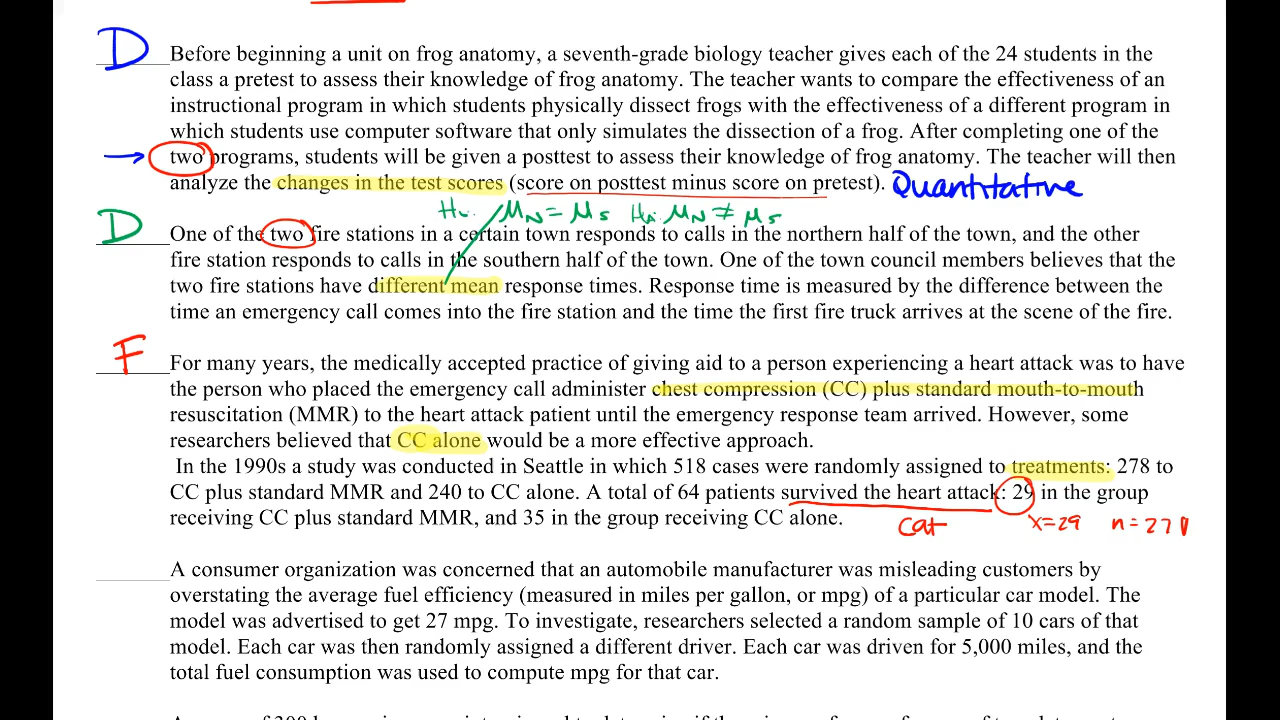 D Before beginning a unit on frog anatomy, a seventh-grade biology teacher gives each of the 24 students in the
class a pretest to assess their knowledge of frog anatomy. The teacher wants to compare the effectiveness of an
instructional program in which students physically dissect frogs with the effectiveness of a different program in
which students use computer software that only simulates the dissection of a frog. After completing one of the
→ two programs, students will be given a posttest to assess their knowledge of frog anatomy. The teacher will then
analyze the changes in the test scores (score on posttest minus score on pretest). Quantitative
H₀: μN = μS Ha: μN ≠ μS
D One of the two fire stations in a certain town responds to calls in the northern half of the town, and the other
fire station responds to calls in the southern half of the town. One of the town council members believes that the
two fire stations have different mean response times. Response time is measured by the difference between the
time an emergency call comes into the fire station and the time the first fire truck arrives at the scene of the fire.
F For many years, the medically accepted practice of giving aid to a person experiencing a heart attack was to have
the person who placed the emergency call administer chest compression (CC) plus standard mouth-to-mouth
resuscitation (MMR) to the heart attack patient until the emergency response team arrived. However, some
researchers believed that CC alone would be a more effective approach.
In the 1990s a study was conducted in Seattle in which 518 cases were randomly assigned to treatments: 278 to
CC plus standard MMR and 240 to CC alone. A total of 64 patients survived the heart attack: 29 in the group
receiving CC plus standard MMR, and 35 in the group receiving CC alone.
cat x=29 n=27
A consumer organization was concerned that an automobile manufacturer was misleading customers by
overstating the average fuel efficiency (measured in miles per gallon, or mpg) of a particular car model. The
model was advertised to get 27 mpg. To investigate, researchers selected a random sample of 10 cars of that
model. Each car was then randomly assigned a different driver. Each car was driven for 5,000 miles, and the
total fuel consumption was used to compute mpg for that car.